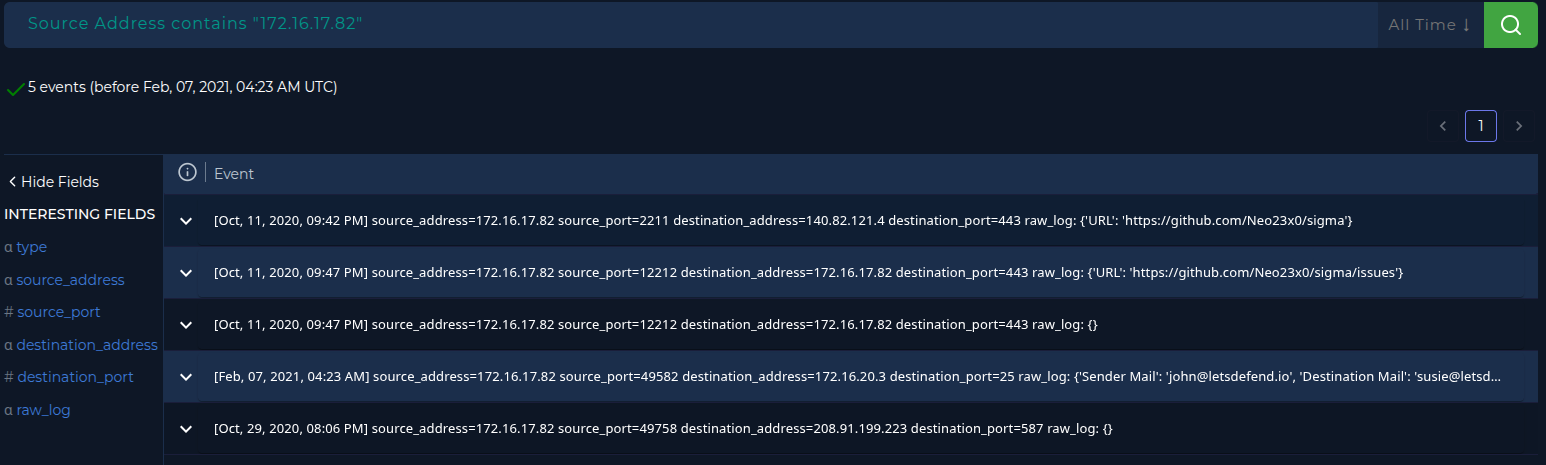 Source Address contains "172.16.17.82"
All Time ↓
5 events (before Feb, 07, 2021, 04:23 AM UTC)
1
Hide Fields
INTERESTING FIELDS
α type
α source_address
# source_port
α destination_address
# destination_port
α raw_log
Event
[Oct, 11, 2020, 09:42 PM] source_address=172.16.17.82 source_port=2211 destination_address=140.82.121.4 destination_port=443 raw_log: {'URL': 'https://github.com/Neo23x0/sigma'}
[Oct, 11, 2020, 09:47 PM] source_address=172.16.17.82 source_port=12212 destination_address=172.16.17.82 destination_port=443 raw_log: {'URL': 'https://github.com/Neo23x0/sigma/issues'}
[Oct, 11, 2020, 09:47 PM] source_address=172.16.17.82 source_port=12212 destination_address=172.16.17.82 destination_port=443 raw_log: {}
[Feb, 07, 2021, 04:23 AM] source_address=172.16.17.82 source_port=49582 destination_address=172.16.20.3 destination_port=25 raw_log: {'Sender Mail': 'john@letsdefend.io', 'Destination Mail': 'susie@letsd...
[Oct, 29, 2020, 08:06 PM] source_address=172.16.17.82 source_port=49758 destination_address=208.91.199.223 destination_port=587 raw_log: {}